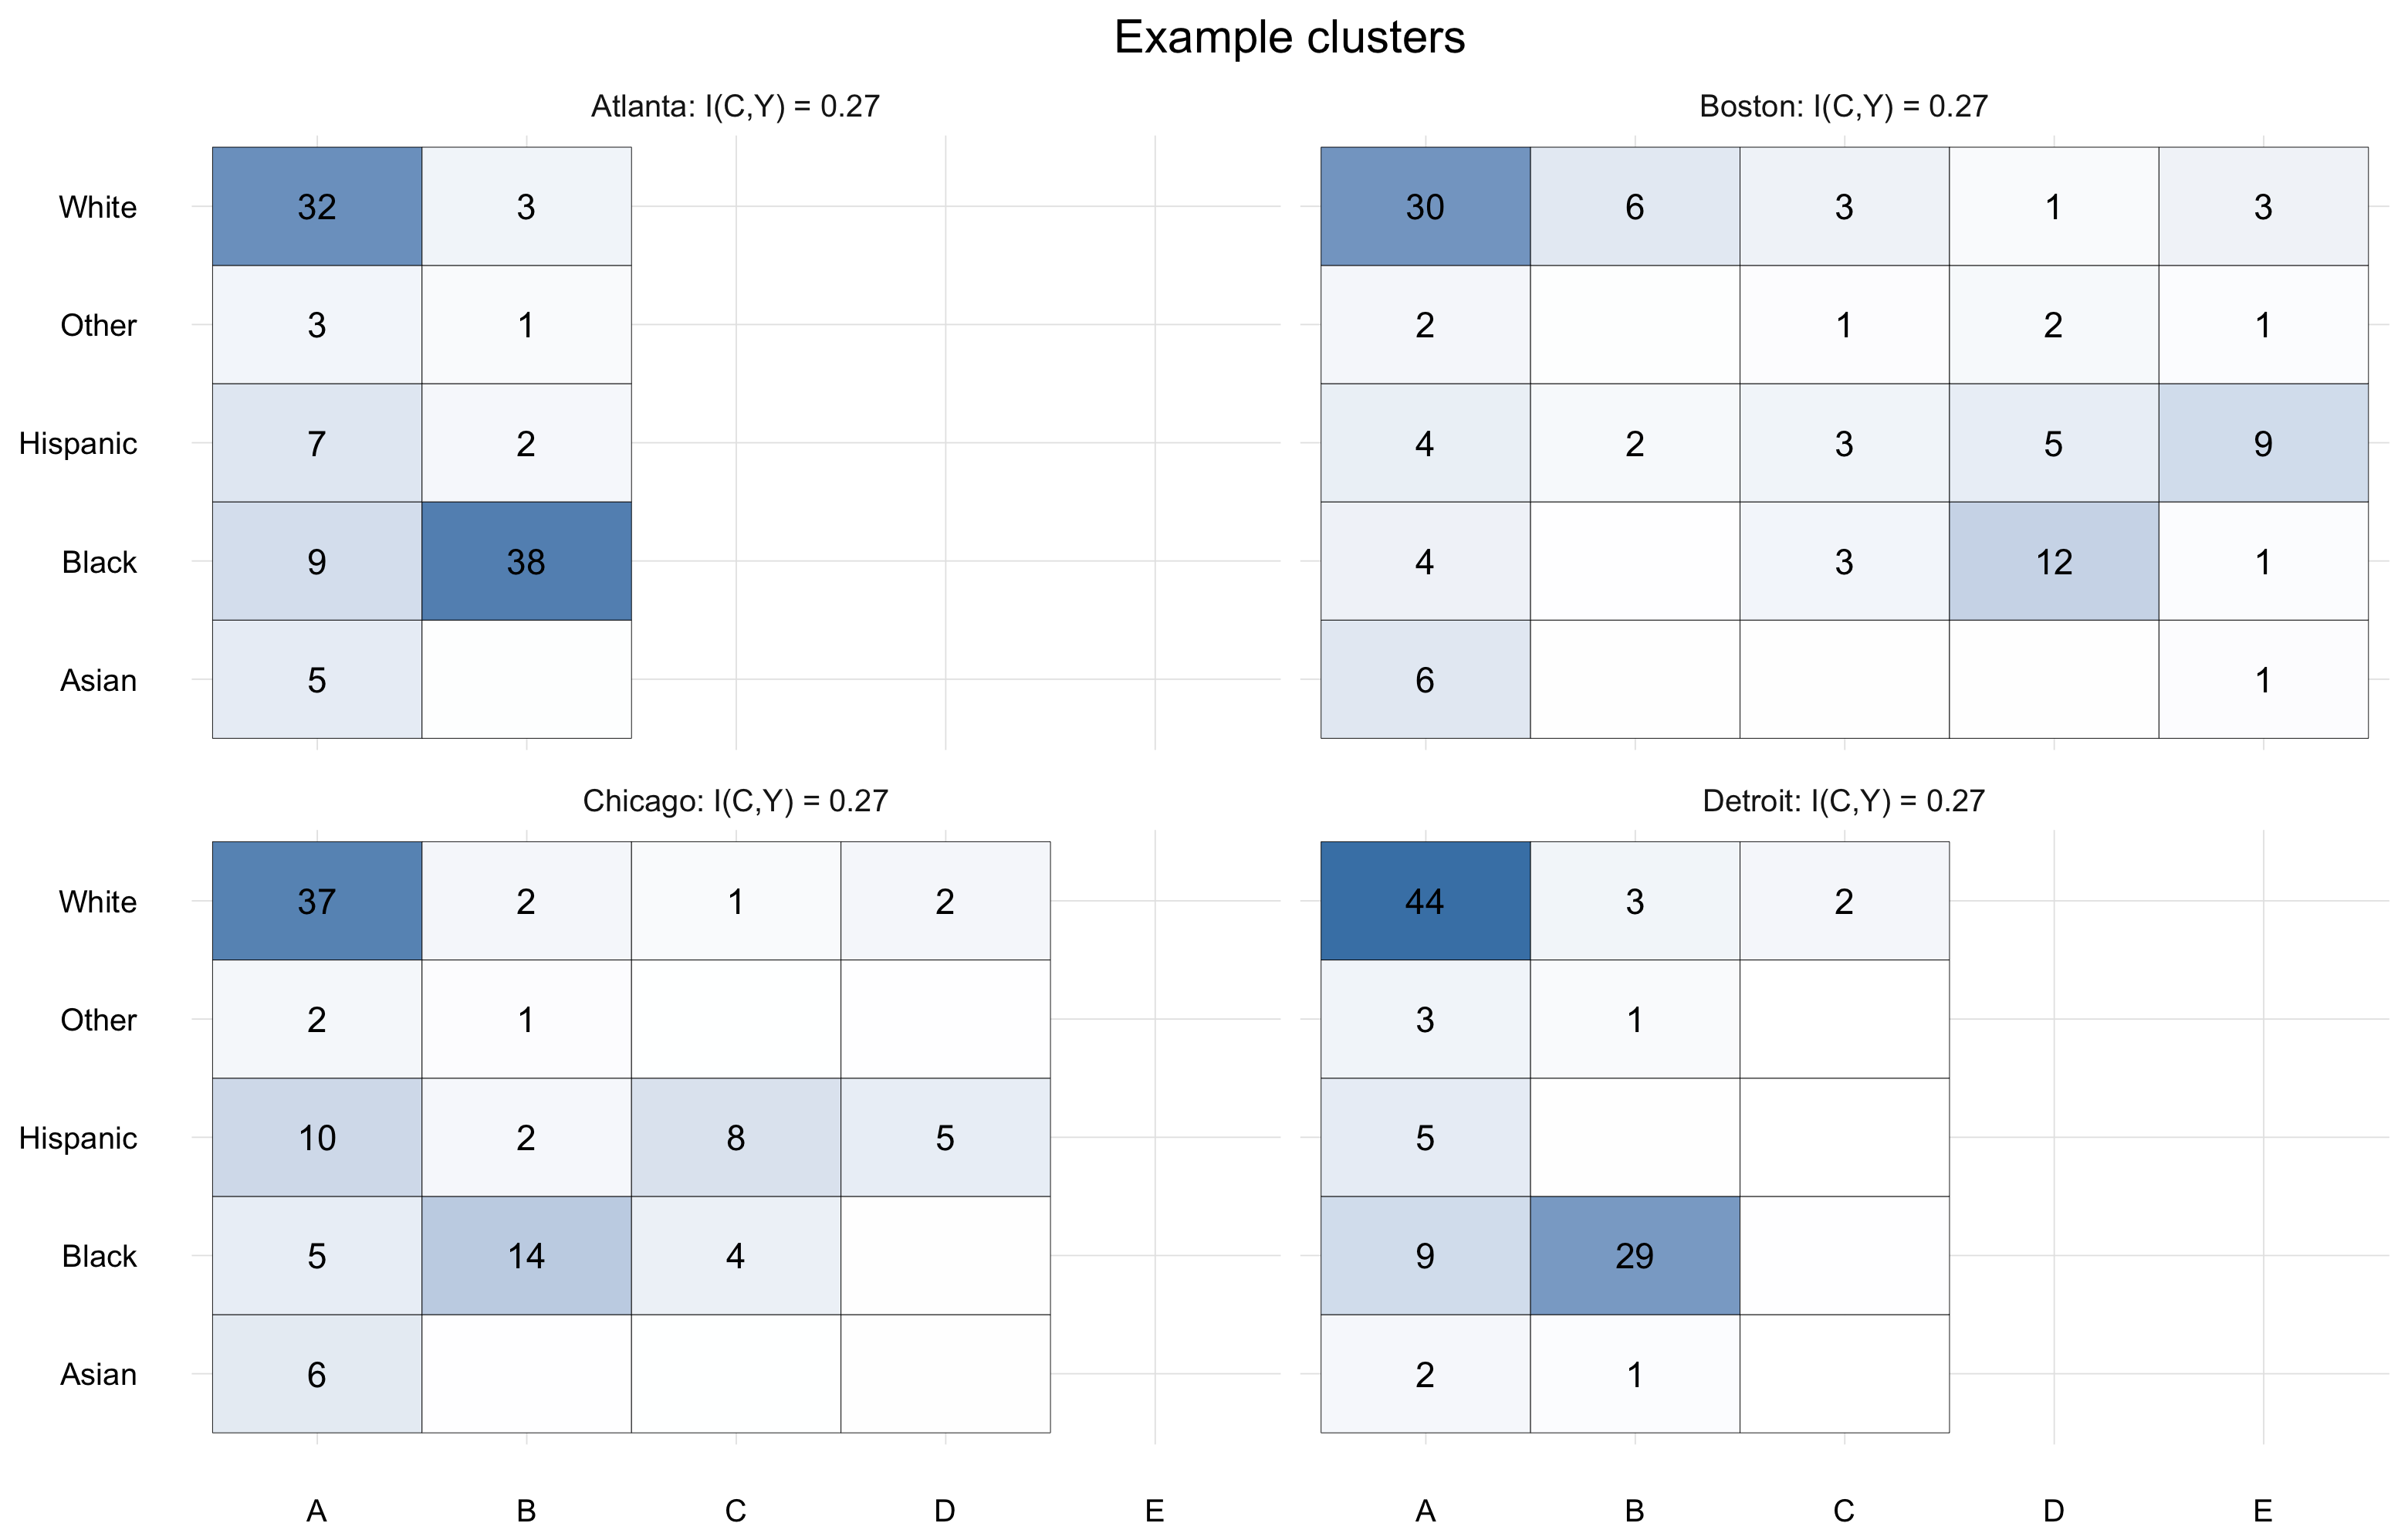 Example clusters
Atlanta: I(C,Y) = 0.27
White 32 3
Other 3 1
Hispanic 7 2
Black 9 38
Asian 5
Boston: I(C,Y) = 0.27
30 6 3 1 3
2 1 2 1
4 2 3 5 9
4 3 12 1
6 1
Chicago: I(C,Y) = 0.27
White 37 2 1 2
Other 2 1
Hispanic 10 2 8 5
Black 5 14 4
Asian 6
A B C D E
Detroit: I(C,Y) = 0.27
44 3 2
3 1
5
9 29
2 1
A B C D E